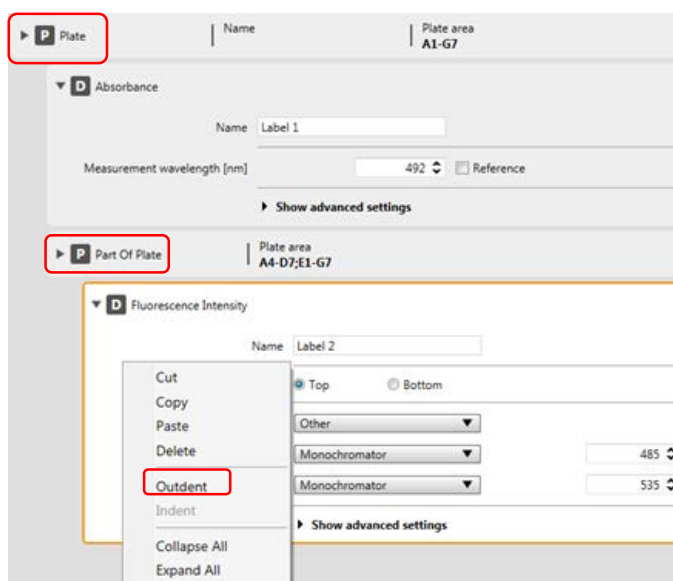 P Plate Name Plate area
A1-G7
D Absorbance
Name Label 1
Measurement wavelength [nm] 492 Reference
Show advanced settings
P Part Of Plate Plate area
A4-D7;E1-G7
D Fluorescence Intensity
Name Label 2
Cut
Top Bottom
Copy
Paste
Other
Delete
Monochromator 485
Outdent
Monochromator 535
Indent
Show advanced settings
Collapse All
Expand All